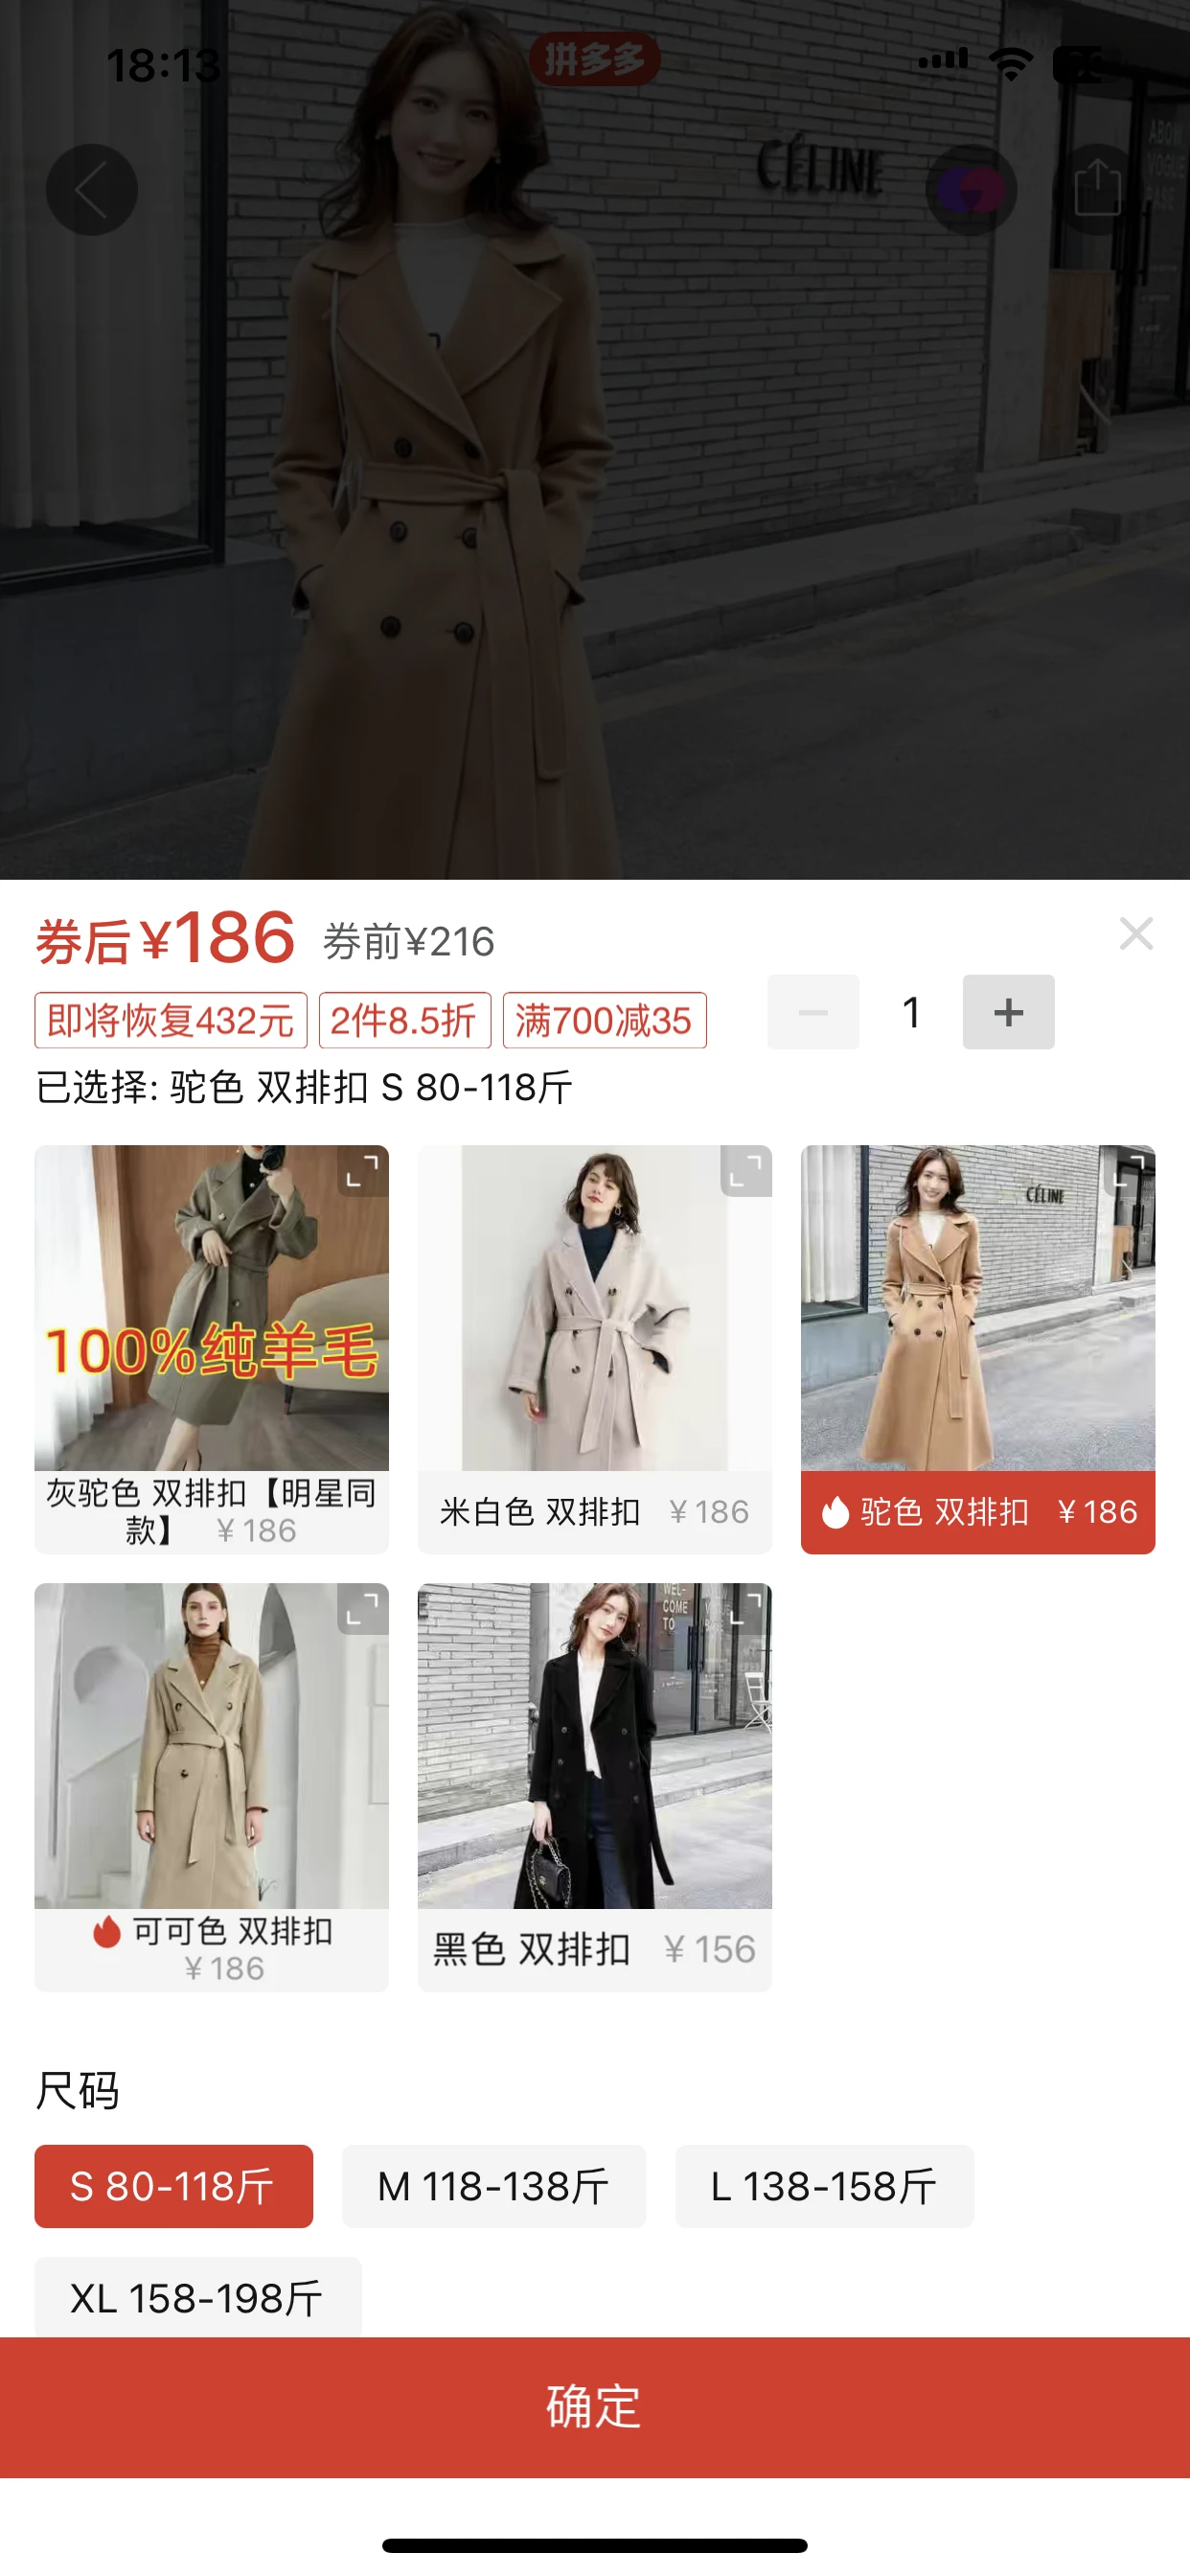 18:13
拼多多
CÉLINE
ABOW
VOGUE
BASE
券后¥186 券前¥216
即将恢复432元 2件8.5折 满700减35
1
已选择: 驼色 双排扣 S 80-118斤
100%纯羊毛
CÉLINE
灰驼色 双排扣【明星同款】 ¥186
米白色 双排扣 ¥186
驼色 双排扣 ¥186
WEL-
COME
TO
可可色 双排扣
¥186
黑色 双排扣 ¥156
尺码
S 80-118斤 M 118-138斤 L 138-158斤
XL 158-198斤
确定